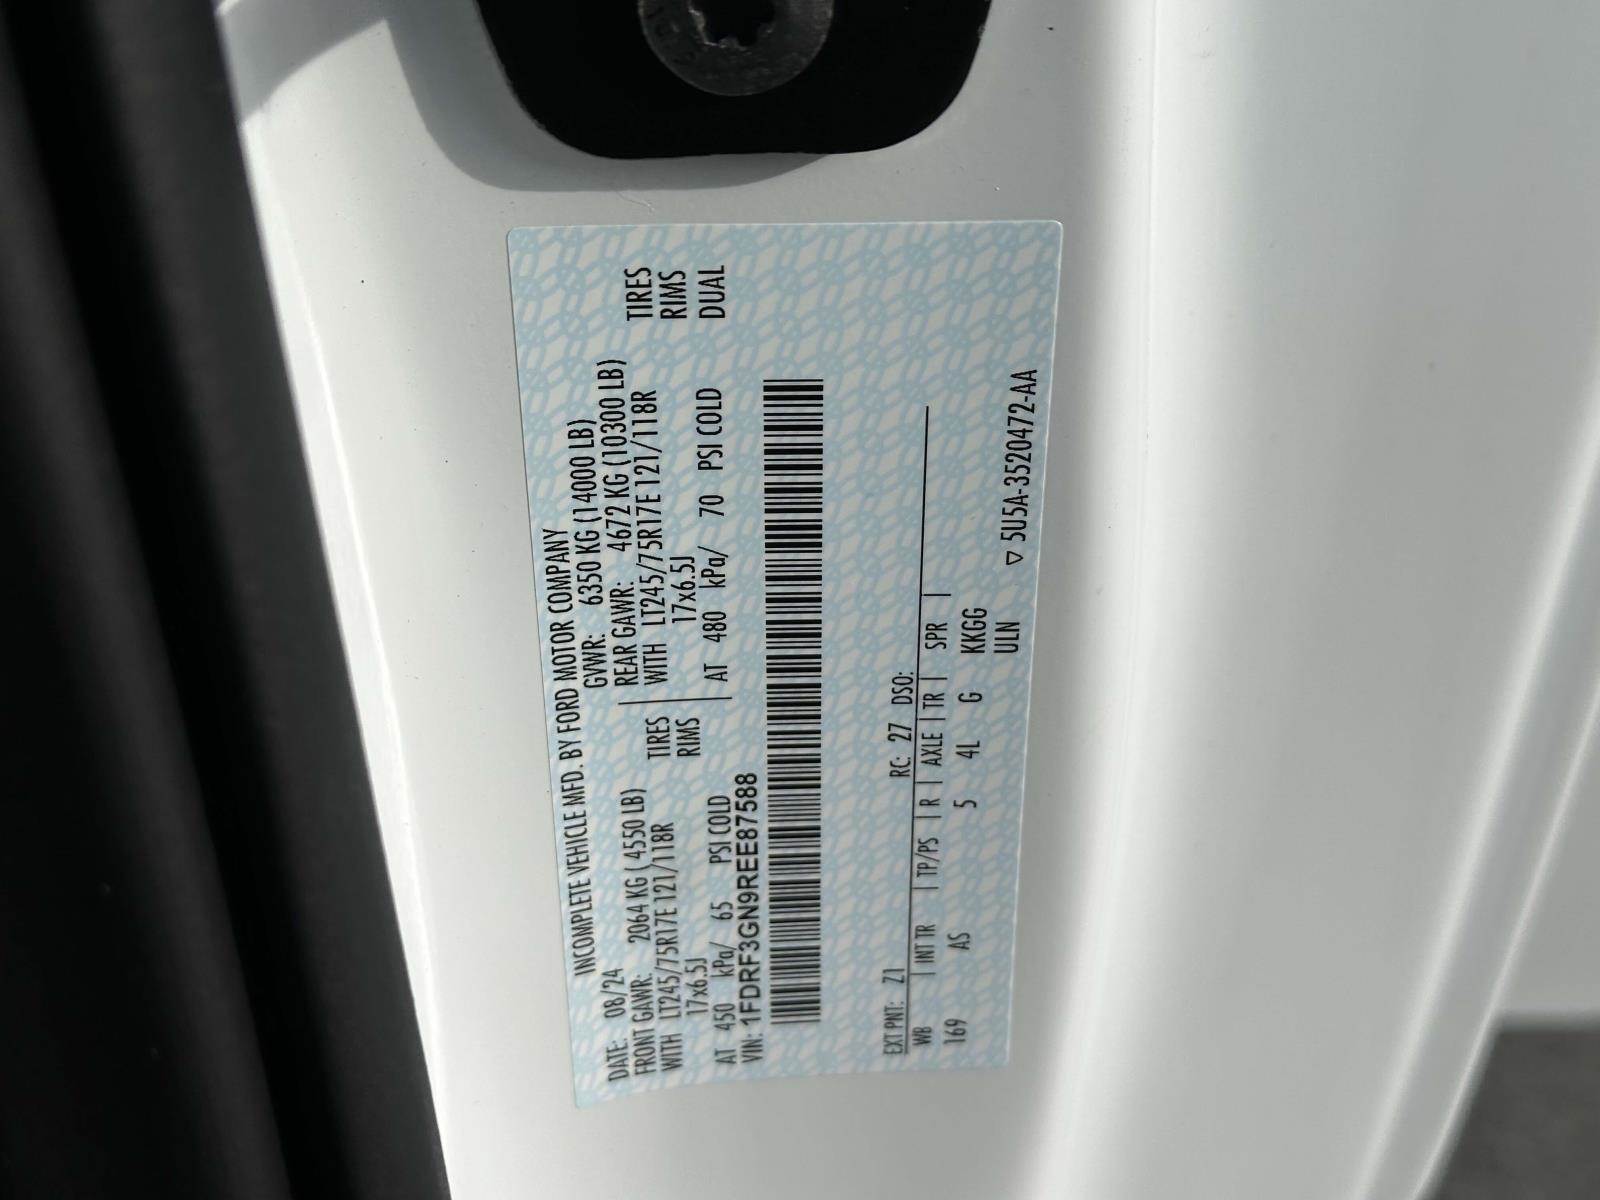 INCOMPLETE VEHICLE MFD. BY FORD MOTOR COMPANY
DATE: 08/24 GVWR: 6350 KG (14000 LB)
FRONT GAWR: 2064 KG (4550 LB) REAR GAWR: 4672 KG (10300 LB)
WITH LT245/75R17E 121/118R TIRES WITH LT245/75R17E 121/118R TIRES
17x6.5J RIMS 17x6.5J RIMS
AT 450 kPa/ 65 PSI COLD AT 480 kPa/ 70 PSI COLD DUAL
VIN: 1FDRF3GN9REE87588
EXT PNT: Z1 RC: 27 DSO:
WB | INT TR | TP/PS | R | AXLE | TR | SPR |
169 AS 5 4L G KKGG
ULN
▽ 5U5A-3520472-AA